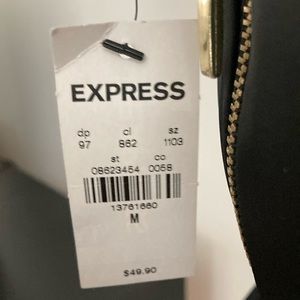 EXPRESS
dp cl sz
97 862 1103
st co
08623454 0058
13761660
M
$49.90